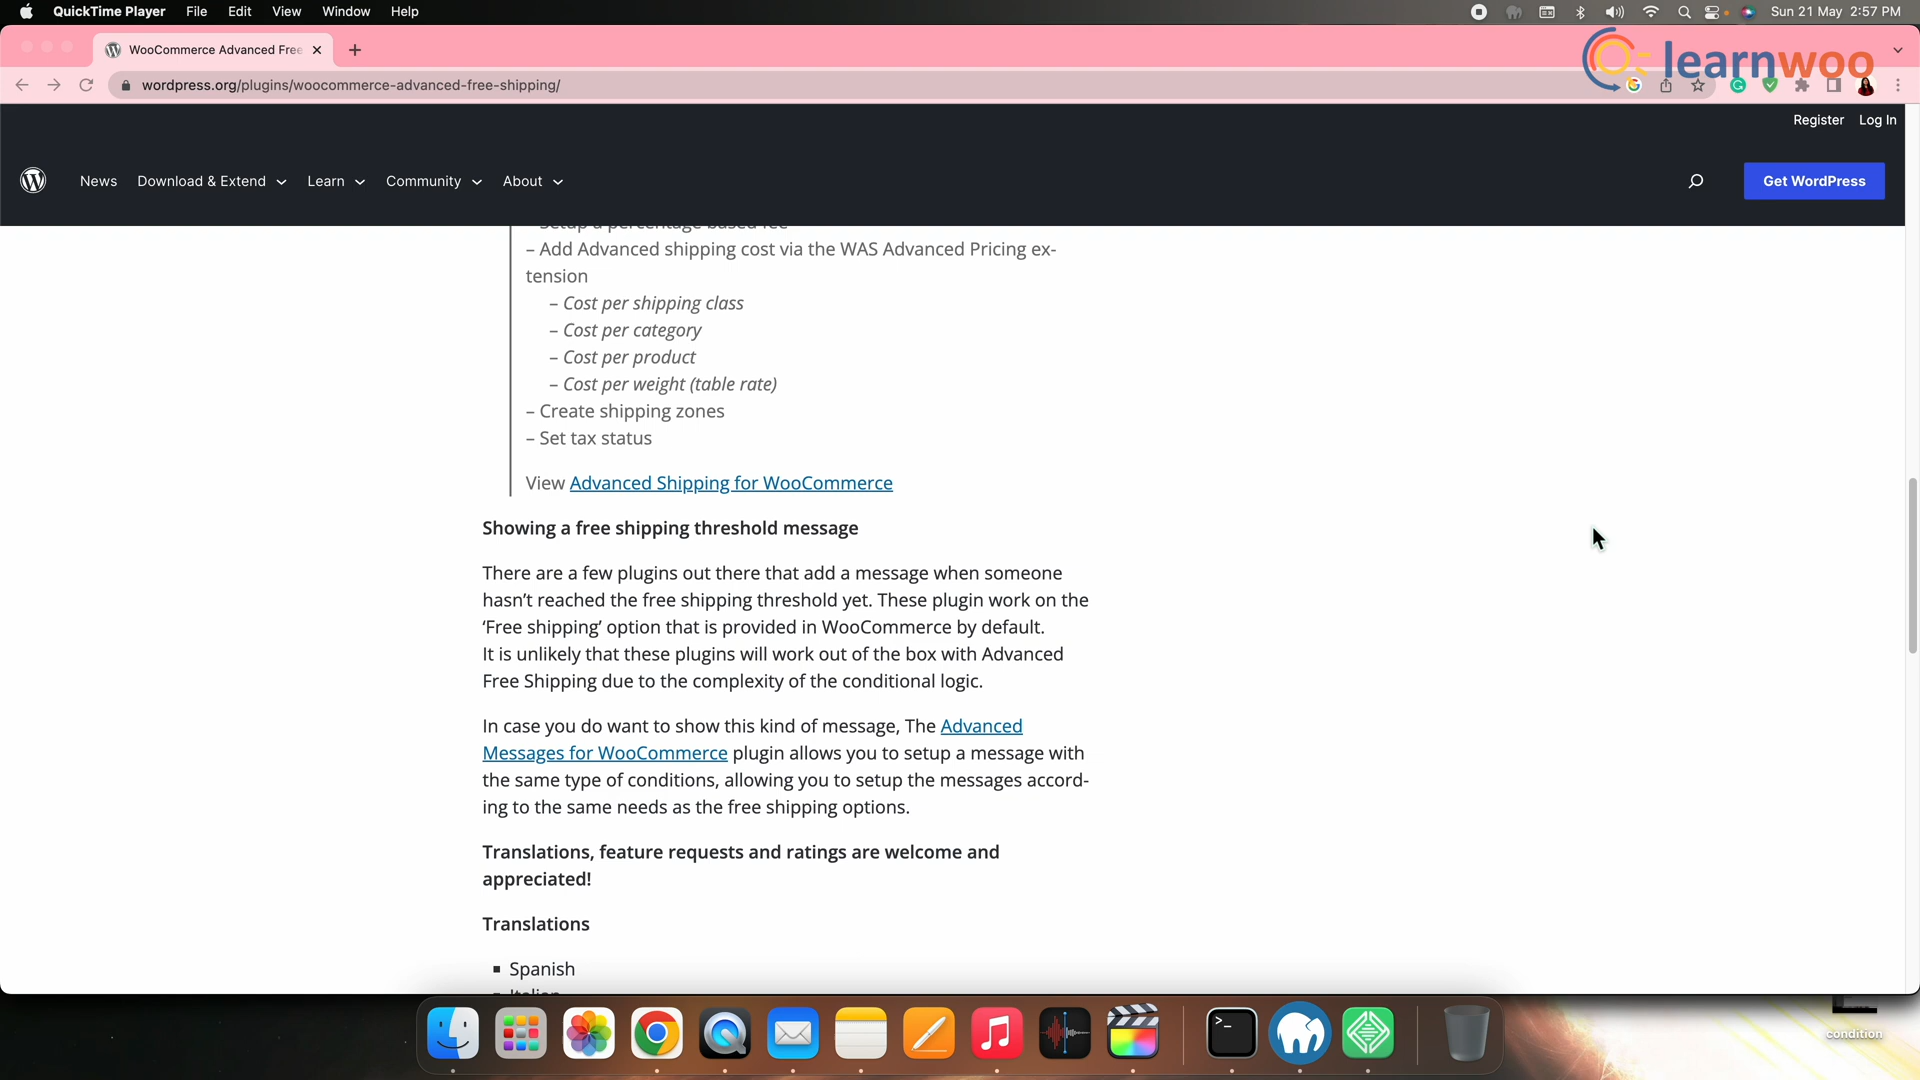 QuickTime Player File Edit View Window Help Sun 21 May 2:57 PM
WooCommerce Advanced Free
learnwoo
wordpress.org/plugins/woocommerce-advanced-free-shipping/
Register Log In
News Download & Extend Learn Community About Get WordPress
– Setup a percentage based fee
– Add Advanced shipping cost via the WAS Advanced Pricing ex-
tension
– Cost per shipping class
– Cost per category
– Cost per product
– Cost per weight (table rate)
– Create shipping zones
– Set tax status
View Advanced Shipping for WooCommerce
Showing a free shipping threshold message
There are a few plugins out there that add a message when someone
hasn’t reached the free shipping threshold yet. These plugin work on the
‘Free shipping’ option that is provided in WooCommerce by default.
It is unlikely that these plugins will work out of the box with Advanced
Free Shipping due to the complexity of the conditional logic.
In case you do want to show this kind of message, The Advanced
Messages for WooCommerce plugin allows you to setup a message with
the same type of conditions, allowing you to setup the messages accord-
ing to the same needs as the free shipping options.
Translations, feature requests and ratings are welcome and
appreciated!
Translations
▪ Spanish
▪ Italian
condition